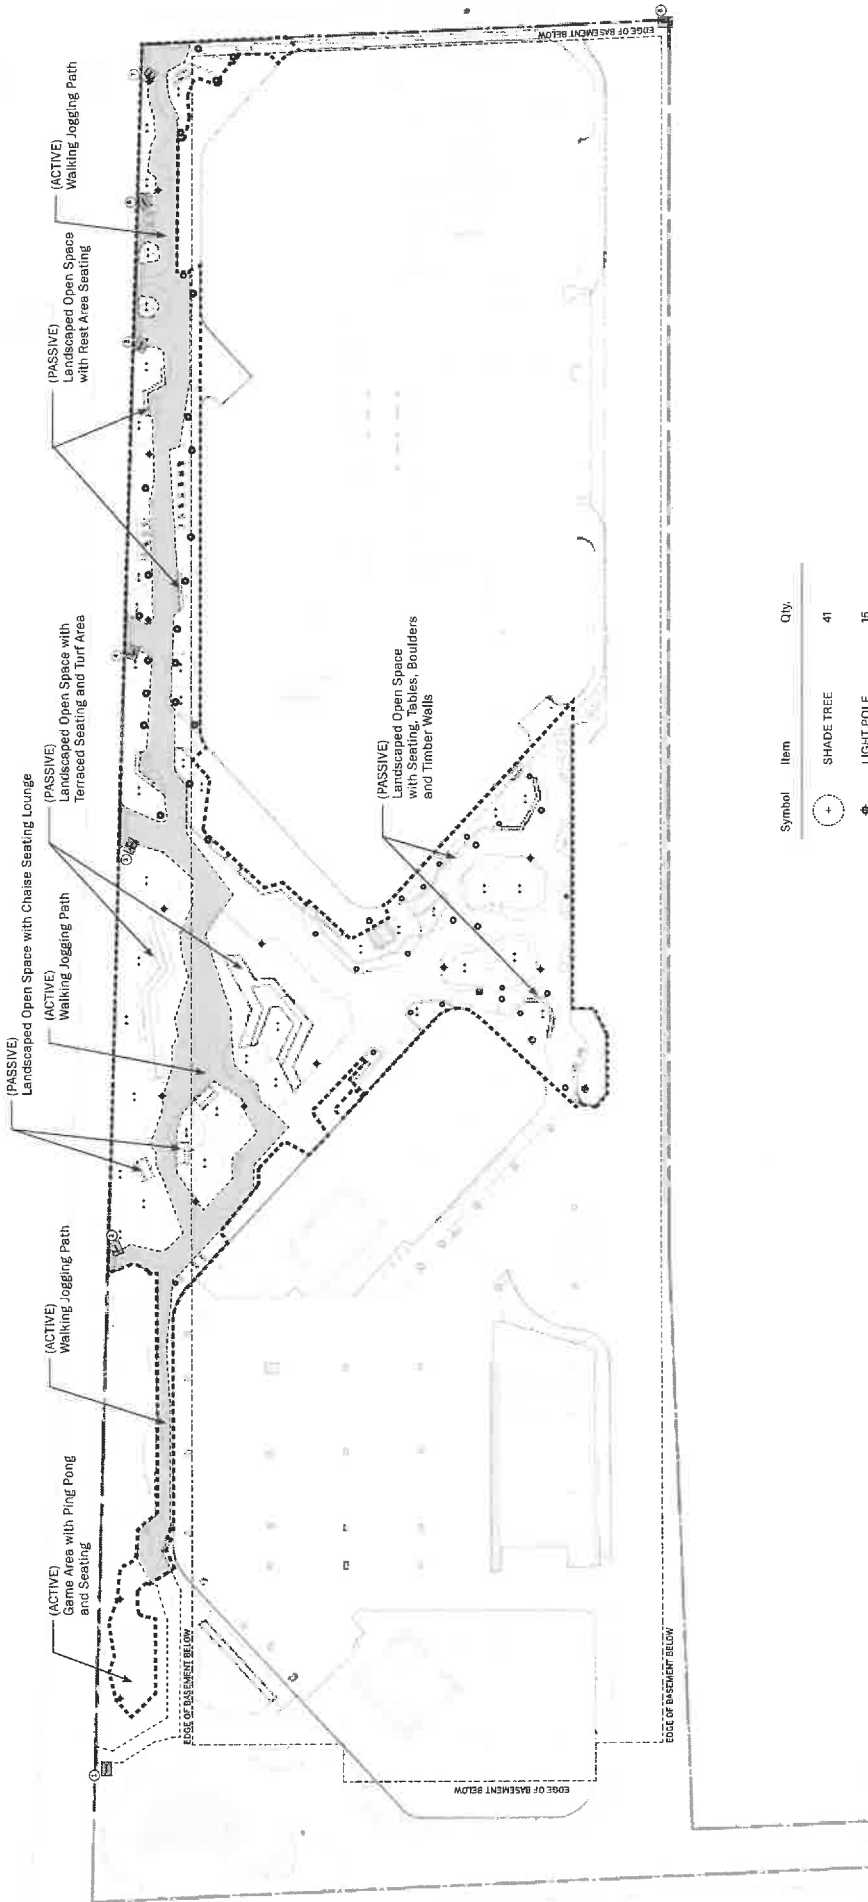 (ACTIVE)
Game Area with Ping Pong
and Seating
(ACTIVE)
Walking Jogging Path
(PASSIVE)
Landscaped Open Space with Chaise Seating Lounge
(ACTIVE)
Walking Jogging Path
(PASSIVE)
Landscaped Open Space with
Terraced Seating and Turf Area
(PASSIVE)
Landscaped Open Space
with Rest Area Seating
(ACTIVE)
Walking Jogging Path
(PASSIVE)
Landscaped Open Space
with Seating, Tables, Boulders
and Timber Walls
EDGE OF BASEMENT BELOW
EDGE OF BASEMENT BELOW
EDGE OF BASEMENT BELOW
EDGE OF BASEMENT BELOW
Symbol Item Qty.
SHADE TREE 41
LIGHT POLE 15